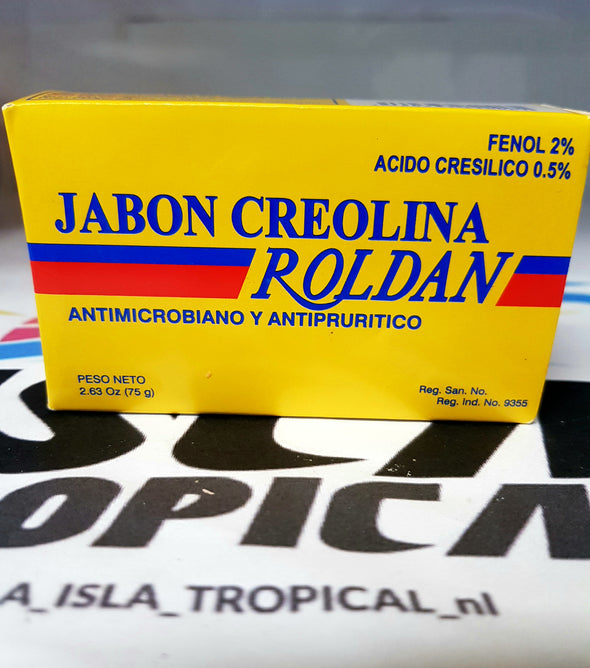 FENOL 2%
ACIDO CRESILICO 0.5%
JABON CREOLINA
ROLDAN
ANTIMICROBIANO Y ANTIPRURITICO
PESO NETO
2.63 Oz (75 g)
Reg. San. No.
Reg. Ind. No. 9355
OPICA
A_ISLA_TROPICAL_nl